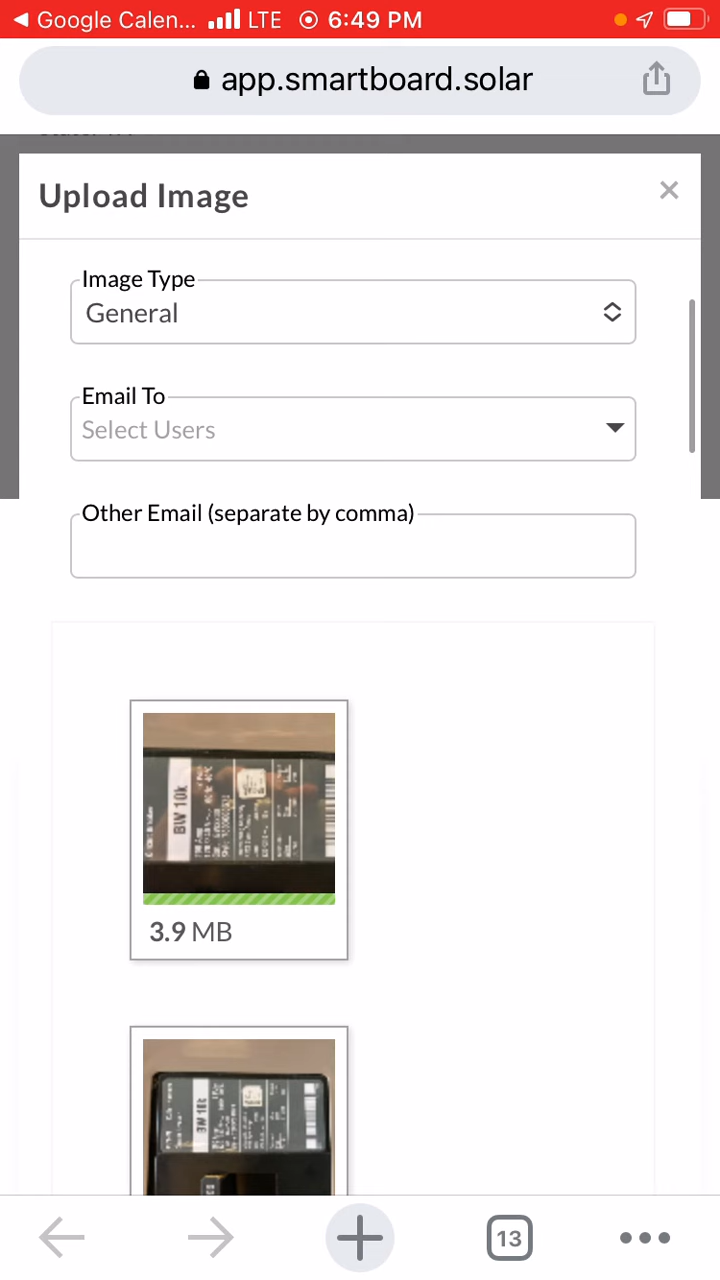 Google Calen... LTE 6:49 PM
app.smartboard.solar
Upload Image ×
Image Type
General
Email To
Select Users
Other Email (separate by comma)
BW 10k
3.9 MB
13